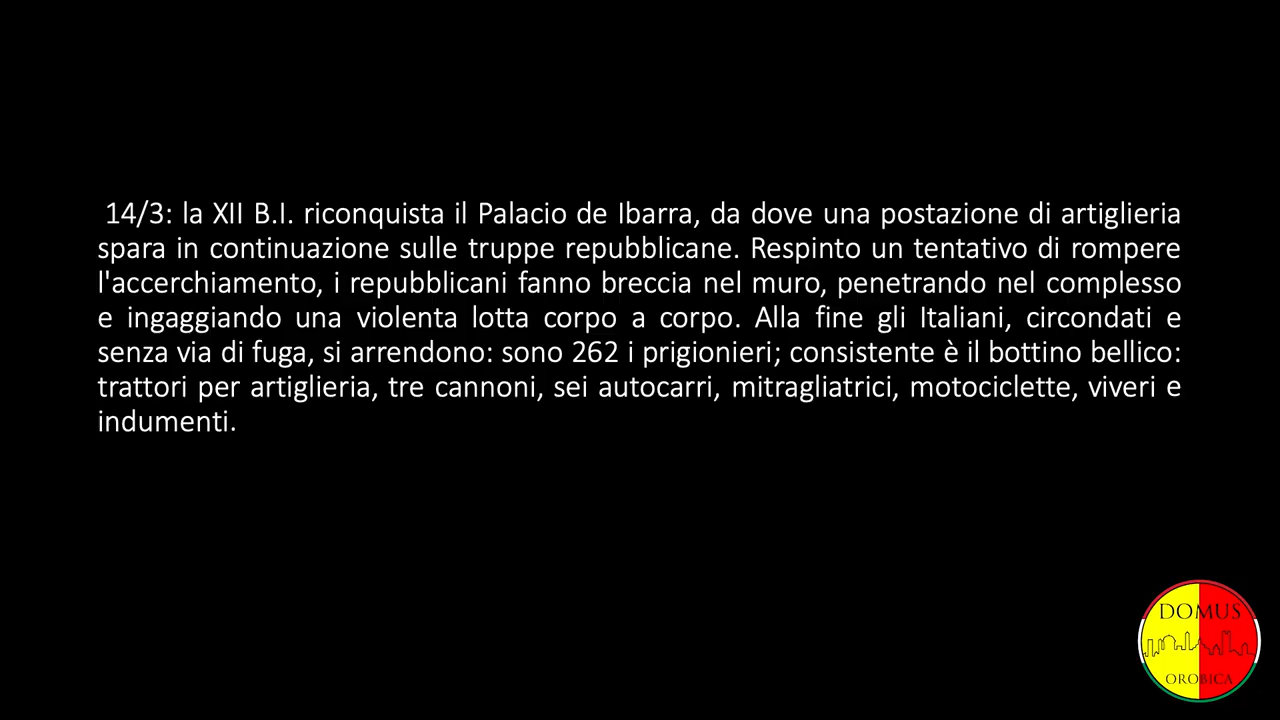 14/3: la XII B.I. riconquista il Palacio de Ibarra, da dove una postazione di artiglieria
spara in continuazione sulle truppe repubblicane. Respinto un tentativo di rompere
l'accerchiamento, i repubblicani fanno breccia nel muro, penetrando nel complesso
e ingaggiando una violenta lotta corpo a corpo. Alla fine gli Italiani, circondati e
senza via di fuga, si arrendono: sono 262 i prigionieri; consistente è il bottino bellico:
trattori per artiglieria, tre cannoni, sei autocarri, mitragliatrici, motociclette, viveri e
indumenti.
DOMUS
OROBICA